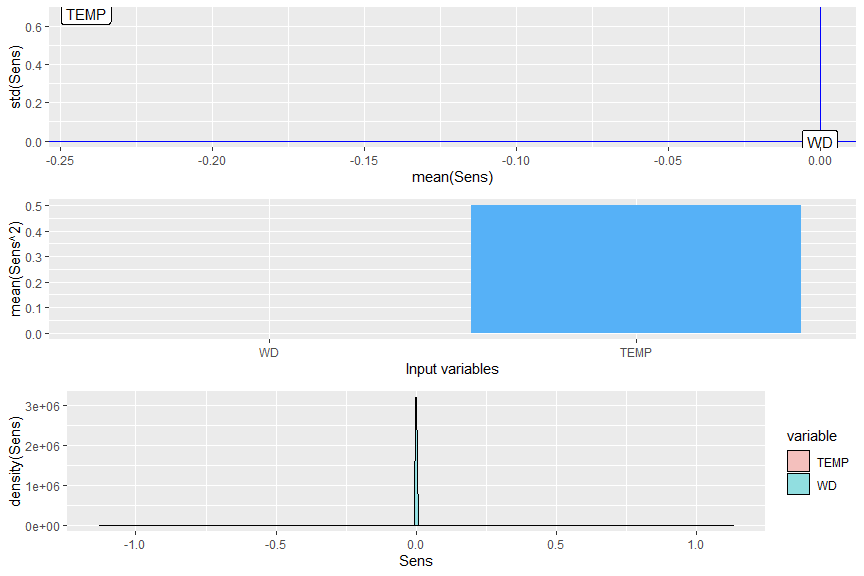 TEMP
0.6
0.4
0.2
0.0
std(Sens)
WD
-0.25 -0.20 -0.15 -0.10 -0.05 0.00
mean(Sens)
0.5
0.4
0.3
0.2
0.1
0.0
mean(Sens^2)
WD TEMP
Input variables
3e+06
2e+06
1e+06
0e+00
density(Sens)
-1.0 -0.5 0.0 0.5 1.0
Sens
variable
TEMP
WD